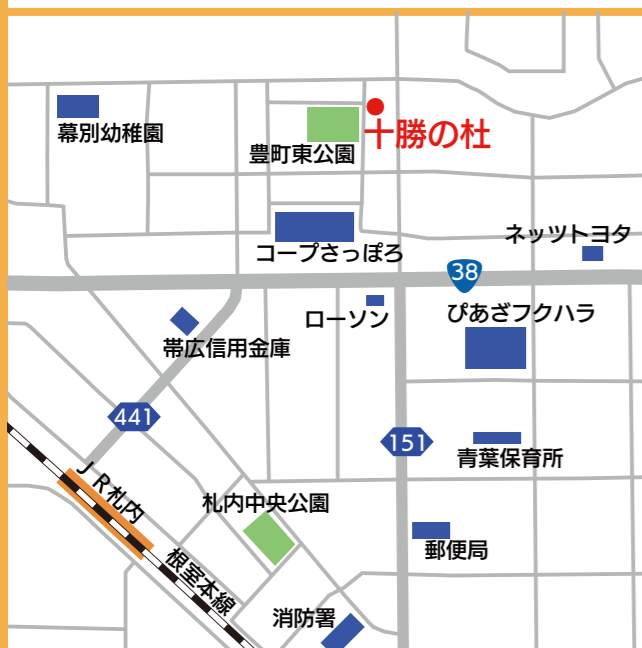 幕別幼稚園
豊町東公園
十勝の杜
コープさっぽろ
ネッツトヨタ
38
ローソン
ぴあざフクハラ
帯広信用金庫
441
151
青葉保育所
JR札内
札内中央公園
郵便局
根室本線
消防署